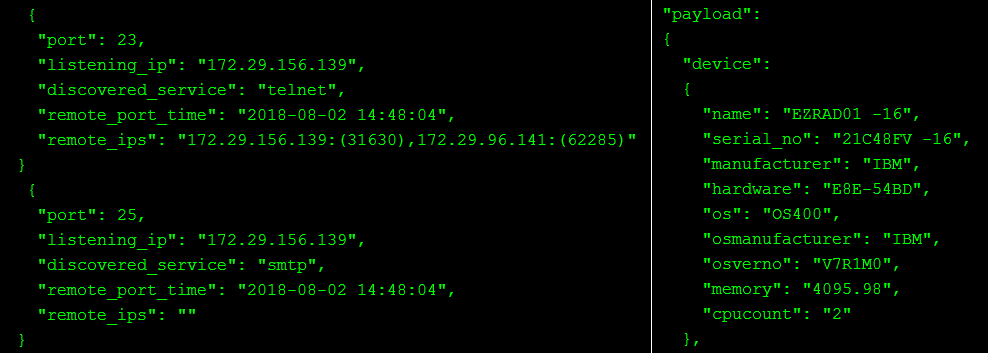 {
"port": 23,
"listening_ip": "172.29.156.139",
"discovered_service": "telnet",
"remote_port_time": "2018-08-02 14:48:04",
"remote_ips": "172.29.156.139:(31630),172.29.96.141:(62285)"
}
{
"port": 25,
"listening_ip": "172.29.156.139",
"discovered_service": "smtp",
"remote_port_time": "2018-08-02 14:48:04",
"remote_ips": ""
}
"payload":
{
"device":
{
"name": "EZRAD01 -16",
"serial_no": "21C48FV -16",
"manufacturer": "IBM",
"hardware": "E8E-54BD",
"os": "OS400",
"osmanufacturer": "IBM",
"osverno": "V7R1M0",
"memory": "4095.98",
"cpucount": "2"
},